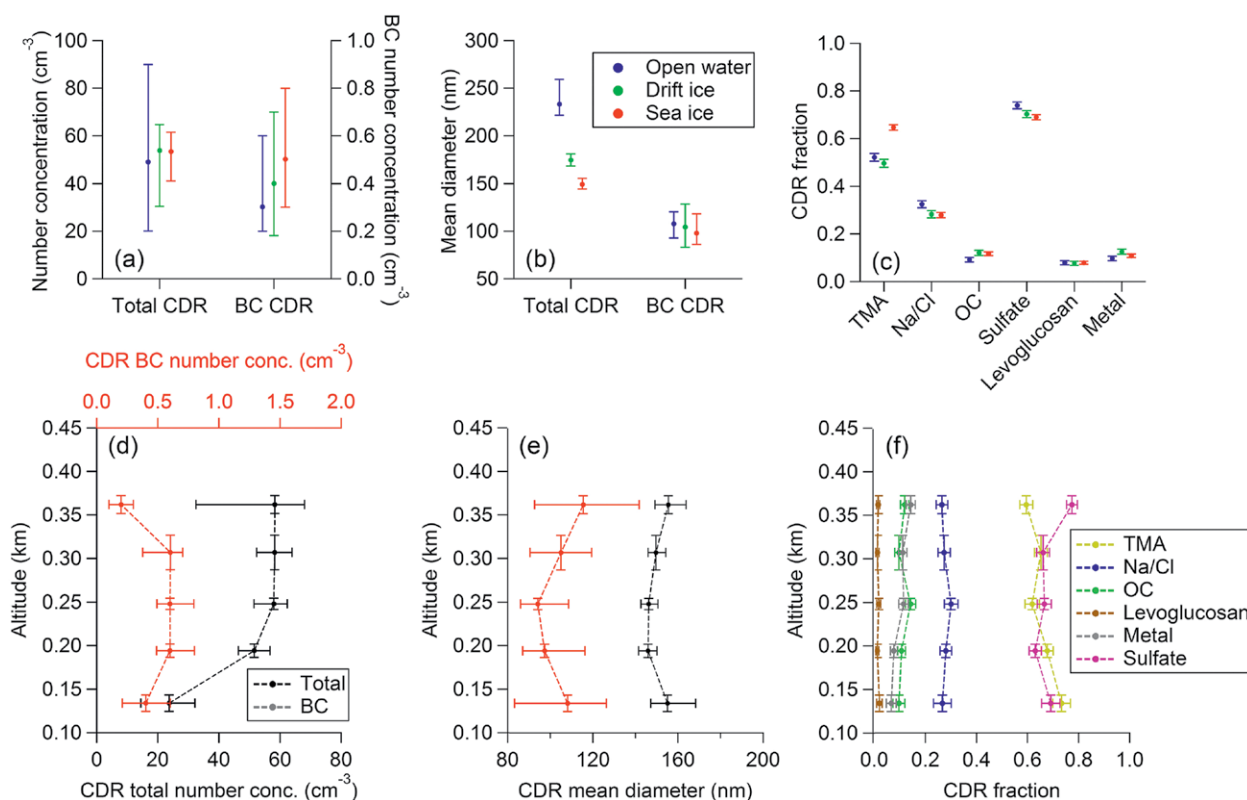 100
80
60
40
20
0
Number concentration (cm-3)
1.0
0.8
0.6
0.4
0.2
0.0
BC number concentration (cm-3)
(a)
Total CDR
BC CDR
300
250
200
150
100
50
Mean diameter (nm)
Open water
Drift ice
Sea ice
(b)
Total CDR
BC CDR
1.0
0.8
0.6
0.4
0.2
0.0
CDR fraction
(c)
TMA
Na/Cl
OC
Sulfate
Levoglucosan
Metal
CDR BC number conc. (cm-3)
0.0 0.5 1.0 1.5 2.0
0.45
0.40
0.35
0.30
0.25
0.20
0.15
0.10
Altitude (km)
(d)
Total
BC
0 20 40 60 80
CDR total number conc. (cm-3)
0.45
0.40
0.35
0.30
0.25
0.20
0.15
0.10
Altitude (km)
(e)
80 120 160 200
CDR mean diameter (nm)
0.45
0.40
0.35
0.30
0.25
0.20
0.15
0.10
Altitude (km)
(f)
TMA
Na/Cl
OC
Levoglucosan
Metal
Sulfate
0.0 0.2 0.4 0.6 0.8 1.0
CDR fraction